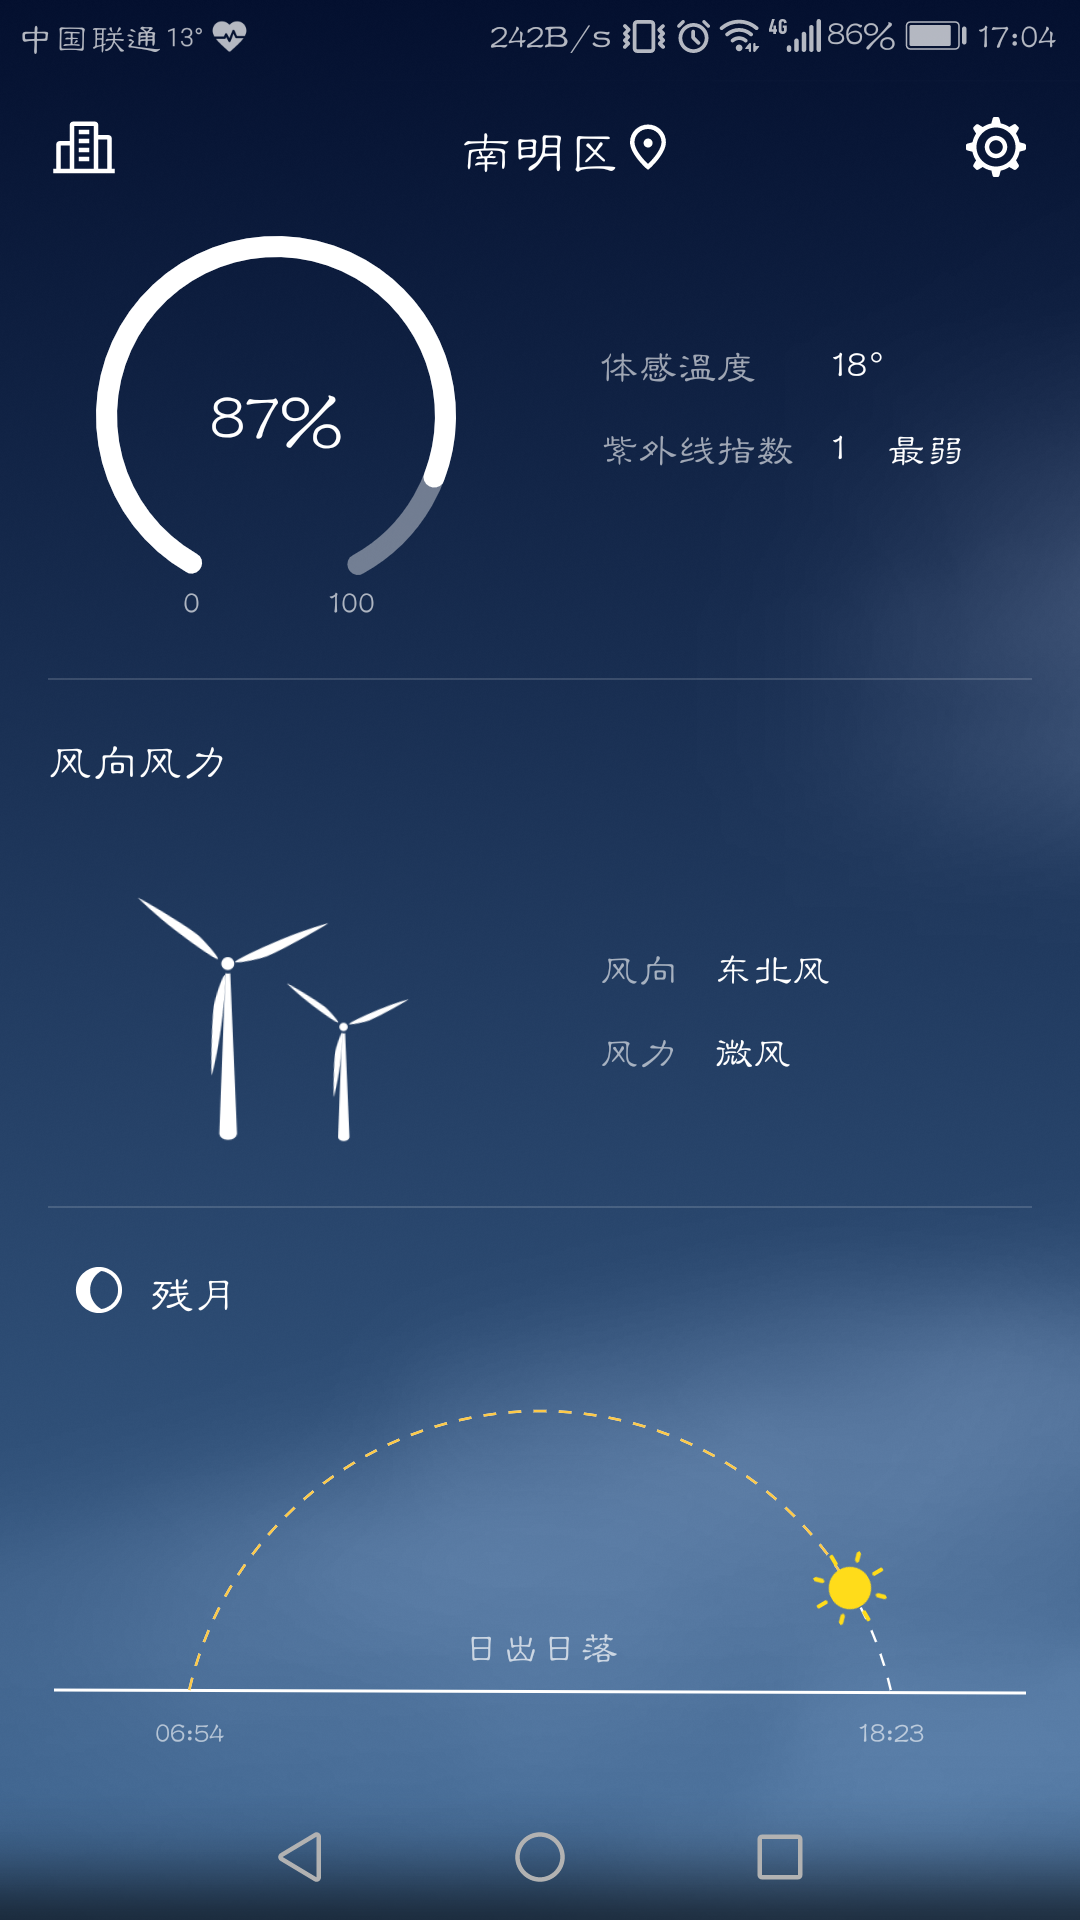 中国联通 13° 242B/s 4G 86% 17:04
南明区
87%
0 100
体感温度 18°
紫外线指数 1 最弱
风向风力
风向 东北风
风力 微风
残月
日出日落
06:54 18:23